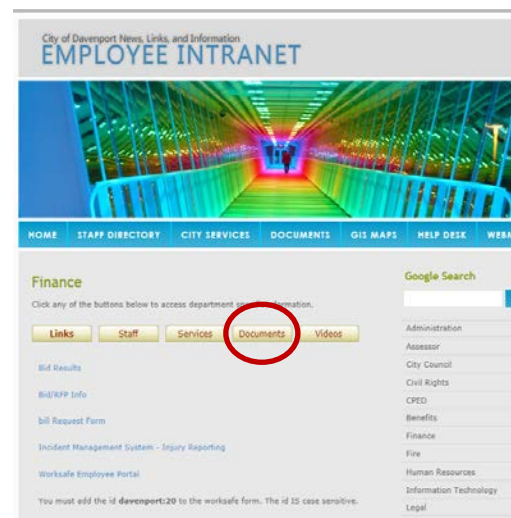 City of Davenport News, Links, and Information
EMPLOYEE INTRANET
HOME STAFF DIRECTORY CITY SERVICES DOCUMENTS GIS MAPS HELP DESK
Finance
Click any of the buttons below to access department information.
Links Staff Services Documents Videos
Bid Results
Bid/RFP Info
bill Request Form
Incident Management System - Injury Reporting
Worksafe Employee Portal
You must add the id davenport:20 to the worksafe form. The id IS case sensitive.
Google Search
Administration
Assessor
City Council
Civil Rights
CPED
Benefits
Finance
Fire
Human Resources
Information Technology
Legal